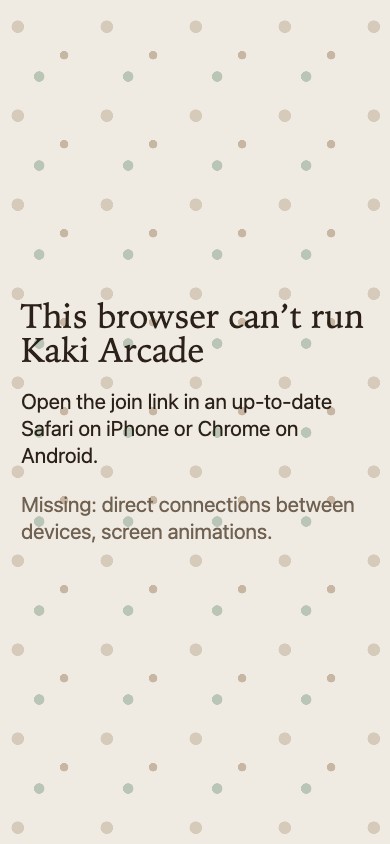 This browser can’t run
Kaki Arcade
Open the join link in an up-to-date
Safari on iPhone or Chrome on
Android.
Missing: direct connections between
devices, screen animations.